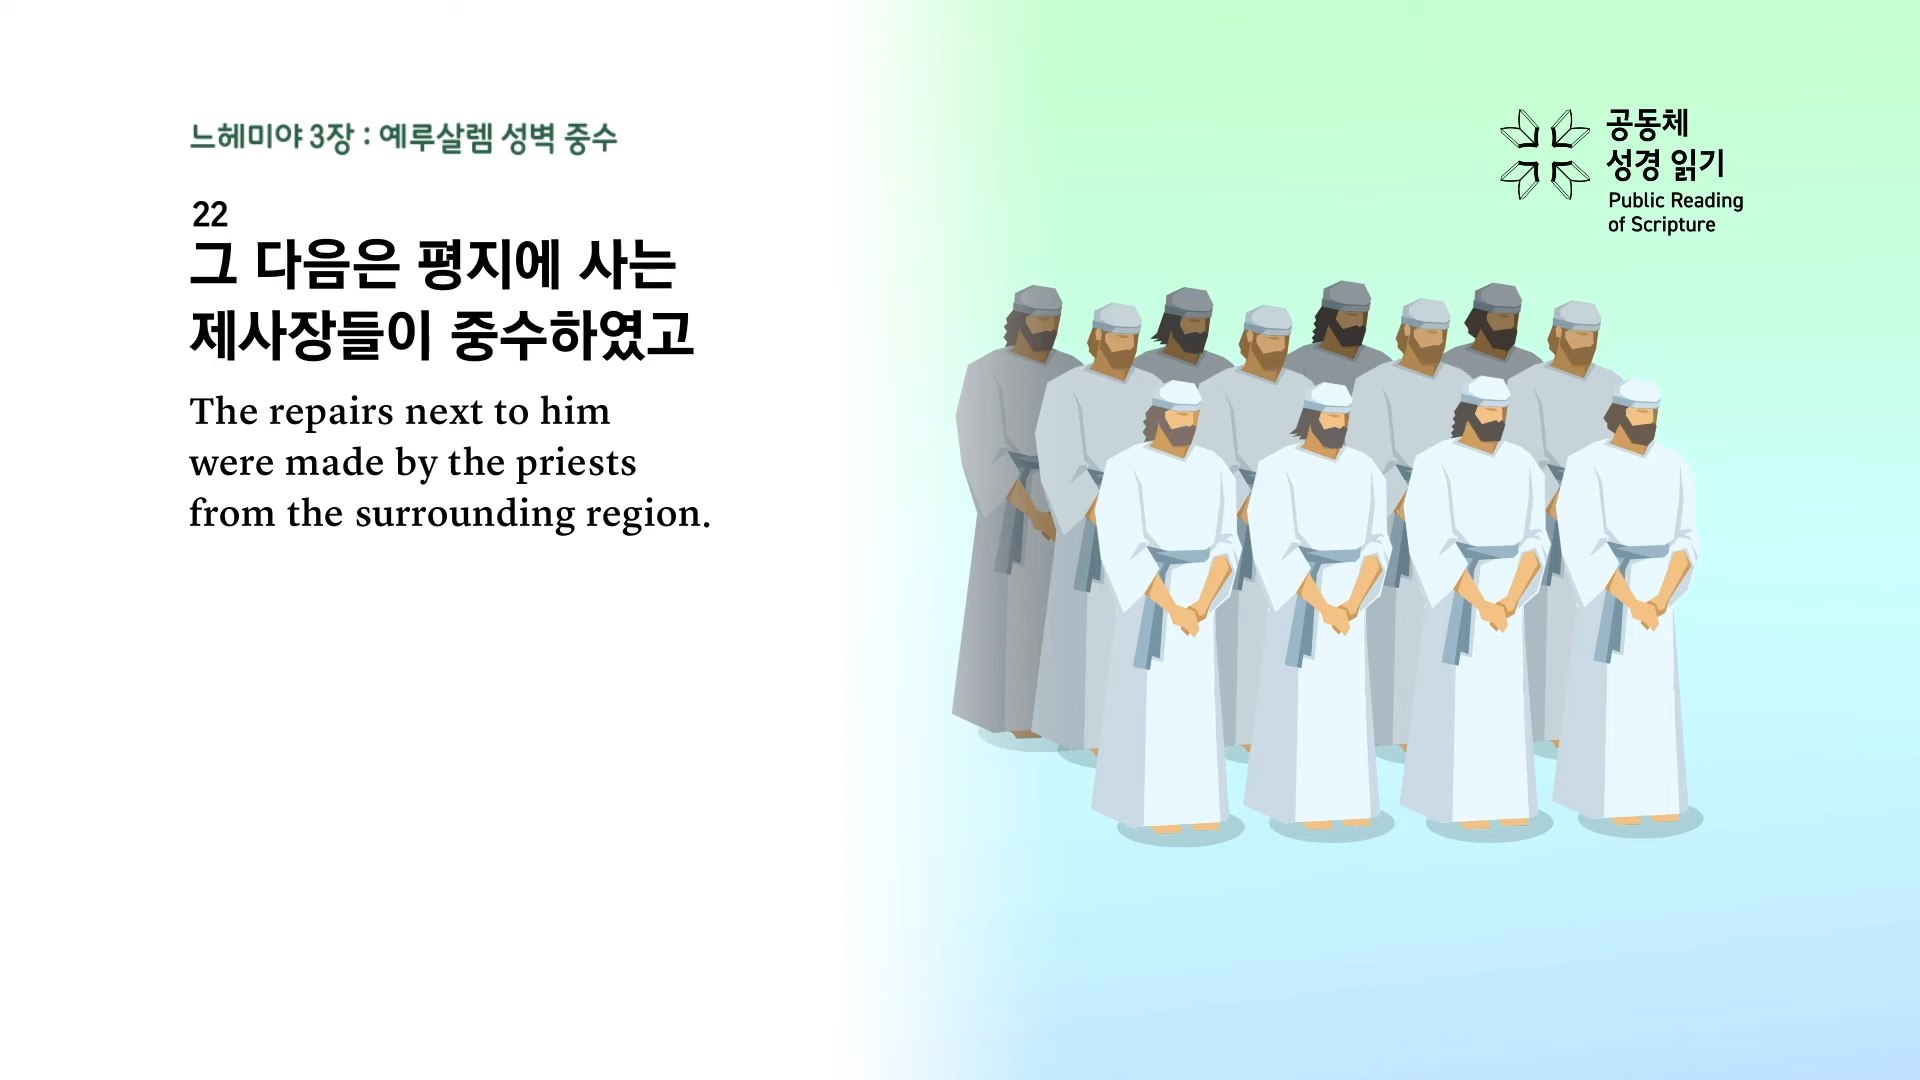 느헤미야 3장 : 예루살렘 성벽 중수
22
그 다음은 평지에 사는
제사장들이 중수하였고
The repairs next to him
were made by the priests
from the surrounding region.
공동체
성경 읽기
Public Reading
of Scripture